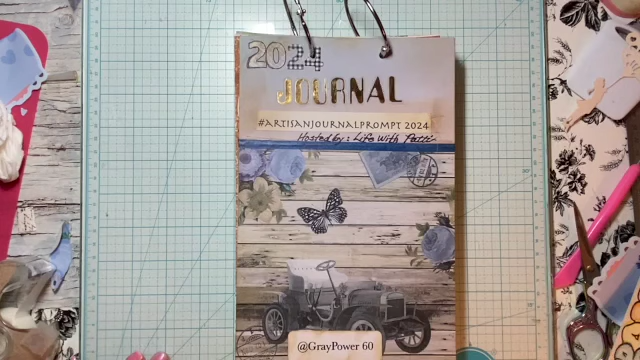 2024
JOURNAL
#ARTISANJOURNALPROMPT 2024
Hosted by: Life With Patti
@GrayPower 60